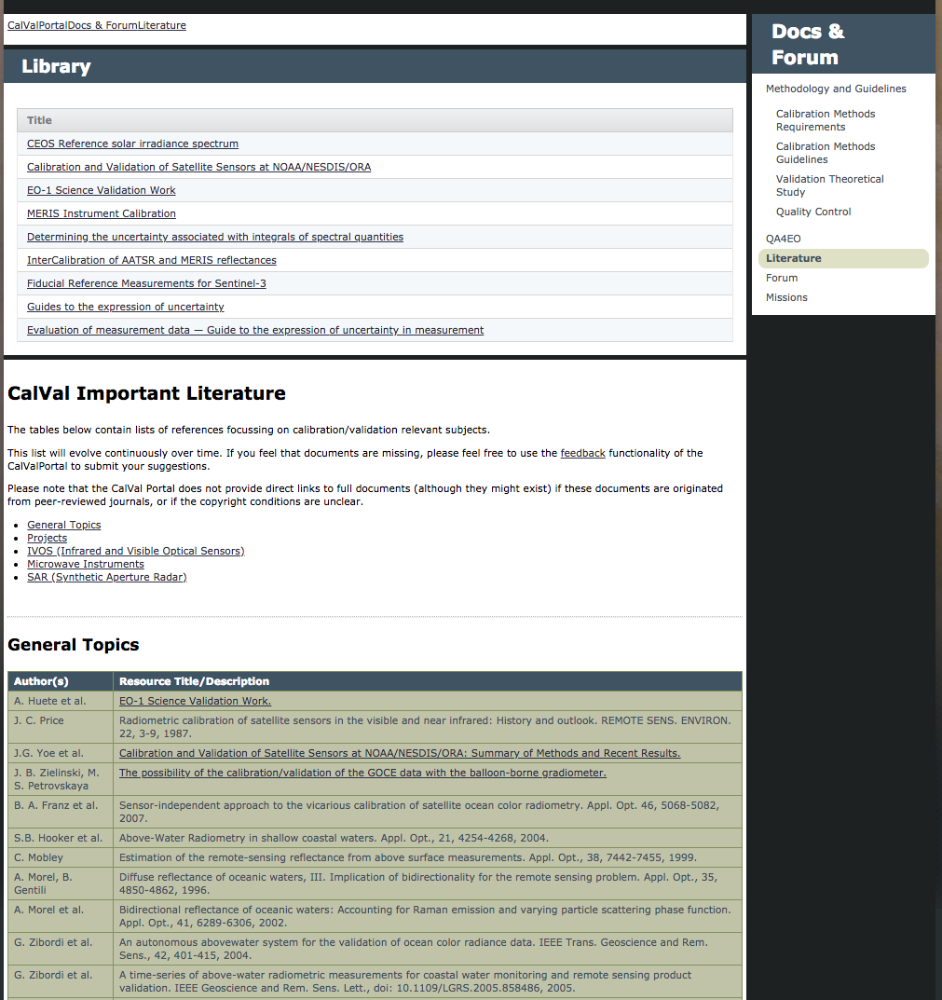 CalValPortalDocs & ForumLiterature
Library
Title
CEOS Reference solar irradiance spectrum
Calibration and Validation of Satellite Sensors at NOAA/NESDIS/ORA
EO-1 Science Validation Work
MERIS Instrument Calibration
Determining the uncertainty associated with integrals of spectral quantities
InterCalibration of AATSR and MERIS reflectances
Fiducial Reference Measurements for Sentinel-3
Guides to the expression of uncertainty
Evaluation of measurement data — Guide to the expression of uncertainty in measurement
CalVal Important Literature
The tables below contain lists of references focussing on calibration/validation relevant subjects.
This list will evolve continuously over time. If you feel that documents are missing, please feel free to use the feedback functionality of the
CalValPortal to submit your suggestions.
Please note that the CalVal Portal does not provide direct links to full documents (although they might exist) if these documents are originated
from peer-reviewed journals, or if the copyright conditions are unclear.
General Topics
Projects
IVOS (Infrared and Visible Optical Sensors)
Microwave Instruments
SAR (Synthetic Aperture Radar)
General Topics
Author(s) Resource Title/Description
A. Huete et al. EO-1 Science Validation Work.
J. C. Price Radiometric calibration of satellite sensors in the visible and near infrared: History and outlook. REMOTE SENS. ENVIRON.
22, 3-9, 1987.
J.G. Yoe et al. Calibration and Validation of Satellite Sensors at NOAA/NESDIS/ORA: Summary of Methods and Recent Results.
J. B. Zielinski, M. The possibility of the calibration/validation of the GOCE data with the balloon-borne gradiometer.
S. Petrovskaya
B. A. Franz et al. Sensor-independent approach to the vicarious calibration of satellite ocean color radiometry. Appl. Opt. 46, 5068-5082,
2007.
S.B. Hooker et al. Above-Water Radiometry in shallow coastal waters. Appl. Opt., 21, 4254-4268, 2004.
C. Mobley Estimation of the remote-sensing reflectance from above surface measurements. Appl. Opt., 38, 7442-7455, 1999.
A. Morel, B. Diffuse reflectance of oceanic waters, III. Implication of bidirectionality for the remote sensing problem. Appl. Opt., 35,
Gentili 4850-4862, 1996.
A. Morel et al. Bidirectional reflectance of oceanic waters: Accounting for Raman emission and varying particle scattering phase function.
Appl. Opt., 41, 6289-6306, 2002.
G. Zibordi et al. An autonomous abovewater system for the validation of ocean color radiance data. IEEE Trans. Geoscience and Rem.
Sens., 42, 401-415, 2004.
G. Zibordi et al. A time-series of above-water radiometric measurements for coastal water monitoring and remote sensing product
validation. IEEE Geoscience and Rem. Sens. Lett., doi: 10.1109/LGRS.2005.858486, 2005.
Docs &
Forum
Methodology and Guidelines
Calibration Methods
Requirements
Calibration Methods
Guidelines
Validation Theoretical
Study
Quality Control
QA4EO
Literature
Forum
Missions